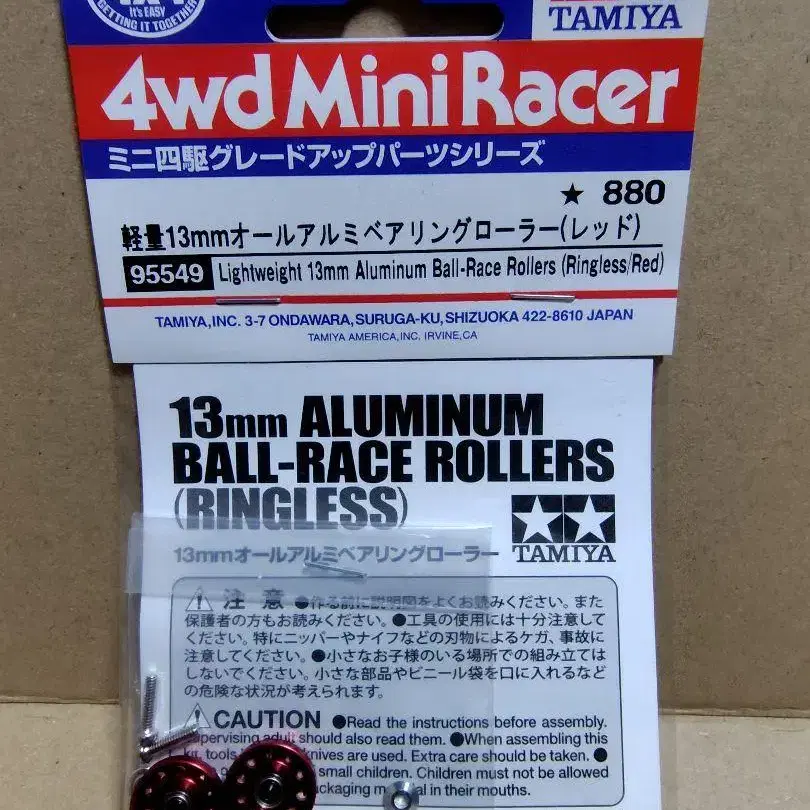 It's EASY
GETTING IT TOGETHER!
TAMIYA
4wd Mini Racer
ミニ四駆グレードアップパーツシリーズ
★ 880
軽量13mmオールアルミベアリングローラー(レッド)
95549 Lightweight 13mm Aluminum Ball-Race Rollers (Ringless/Red)
TAMIYA, INC. 3-7 ONDAWARA, SURUGA-KU, SHIZUOKA 422-8610 JAPAN
TAMIYA AMERICA, INC. IRVINE, CA
13mm ALUMINUM
BALL-RACE ROLLERS
(RINGLESS)
13mmオールアルミベアリングローラー
TAMIYA
注意 ●作る前に説明図をよくお読みください。また
保護者の方もお読みください。●工具の使用には十分注意して
ください。特にニッパーやナイフなどの刃物によるケガ、事故に
注意してください。●小さなお子様のいる場所での組み立ては
しないでください。小さな部品やビニール袋を口に入れるなど
の危険な状況が考えられます。
CAUTION ●Read the instructions before assembly.
supervising adult should also read them. ●When assembling this
kit, tools knives are used. Extra care should be taken. ●
small children. Children must not be allowed
packaging material in their mouths.